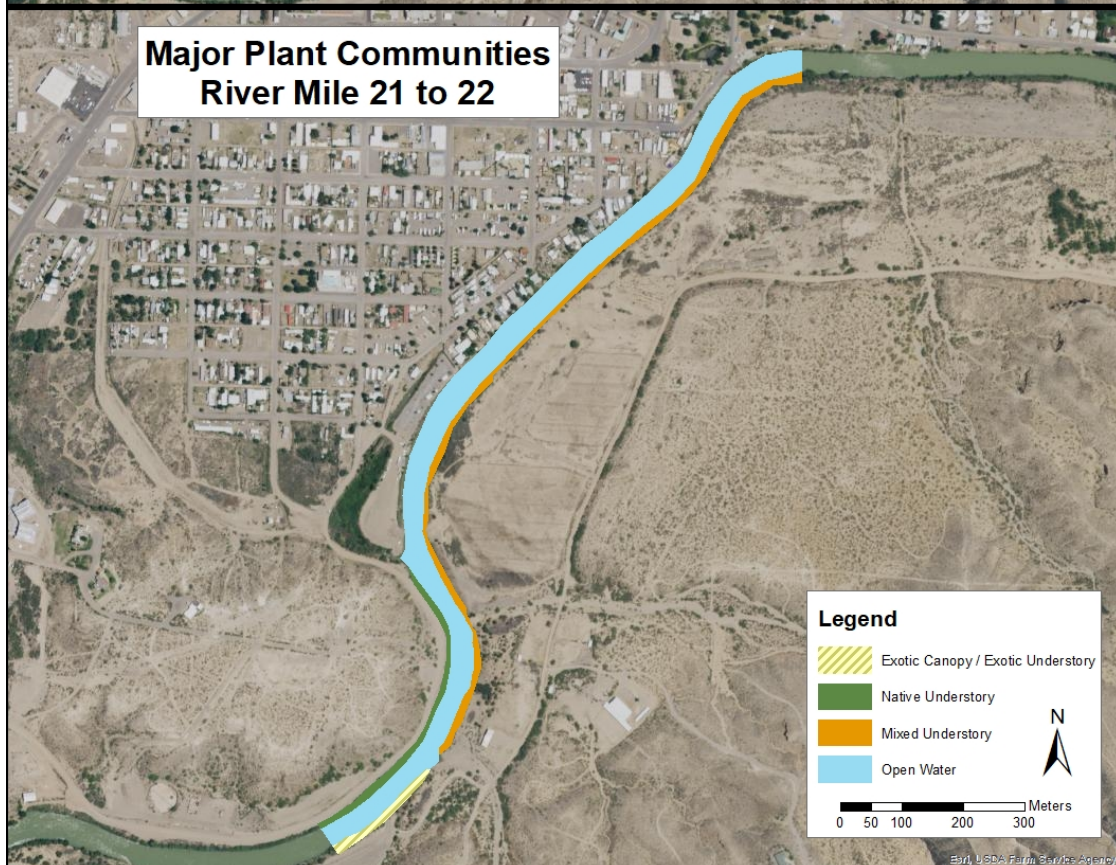 Major Plant Communities
River Mile 21 to 22
Legend
Exotic Canopy / Exotic Understory
Native Understory
Mixed Understory
Open Water
N
Meters
0 50 100 200 300
Esri, USDA Farm Service Agency